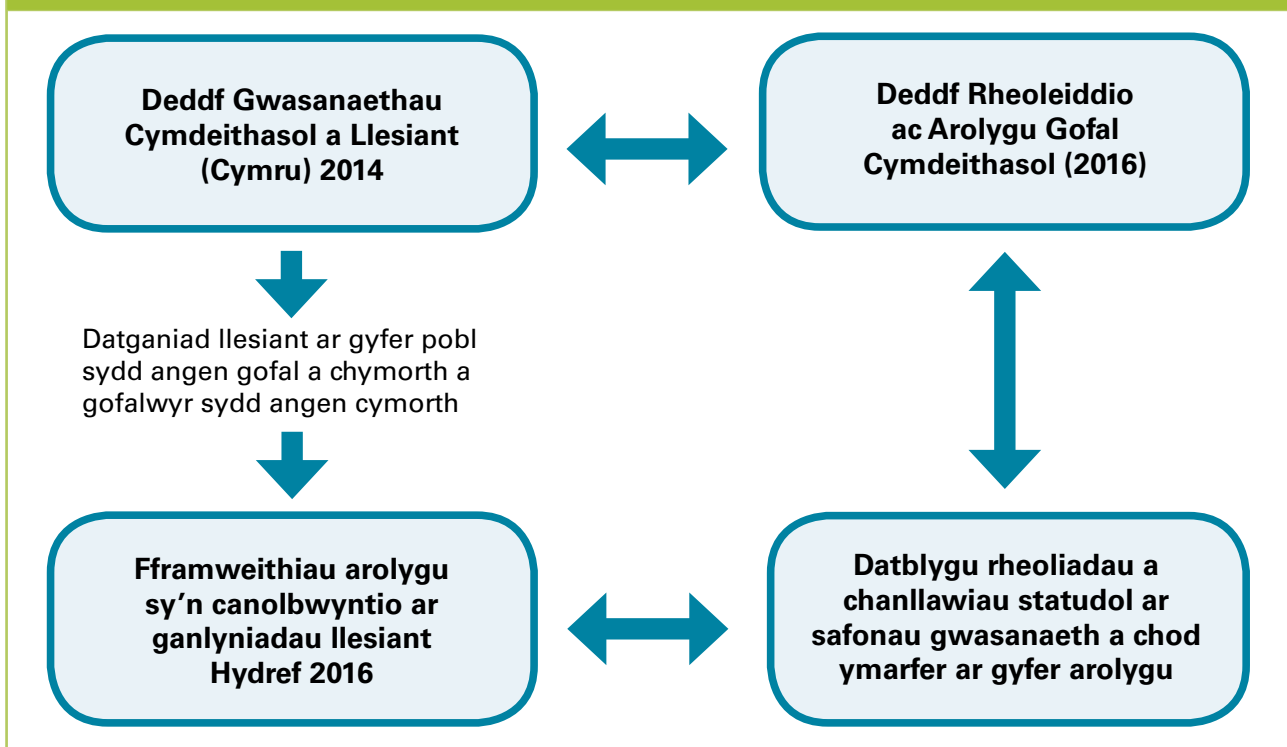 Deddf Gwasanaethau
Cymdeithasol a Llesiant
(Cymru) 2014
Deddf Rheoleiddio
ac Arolygu Gofal
Cymdeithasol (2016)
Datganiad llesiant ar gyfer pobl
sydd angen gofal a chymorth a
gofalwyr sydd angen cymorth
Fframweithiau arolygu
sy'n canolbwyntio ar
ganlyniadau llesiant
Hydref 2016
Datblygu rheoliadau a
chanllawiau statudol ar
safonau gwasanaeth a chod
ymarfer ar gyfer arolygu